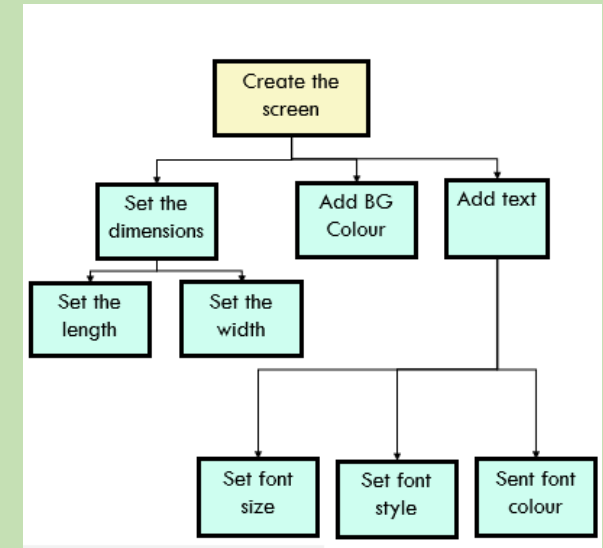 Create the
screen
Set the
dimensions
Add BG
Colour
Add text
Set the
length
Set the
width
Set font
size
Set font
style
Sent font
colour